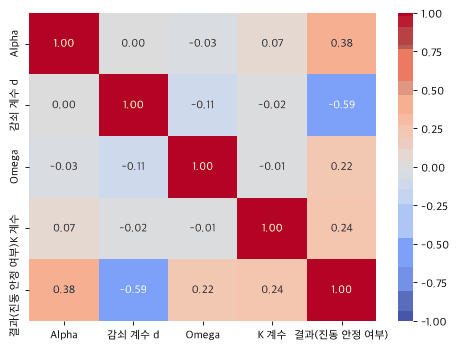 Alpha 1.00 0.00 -0.03 0.07 0.38
감쇠 계수 d 0.00 1.00 -0.11 -0.02 -0.59
Omega -0.03 -0.11 1.00 -0.01 0.22
K 계수 0.07 -0.02 -0.01 1.00 0.24
결과(진동 안정 여부) 0.38 -0.59 0.22 0.24 1.00
Alpha 감쇠 계수 d Omega K 계수 결과(진동 안정 여부)
1.00
0.75
0.50
0.25
0.00
-0.25
-0.50
-0.75
-1.00